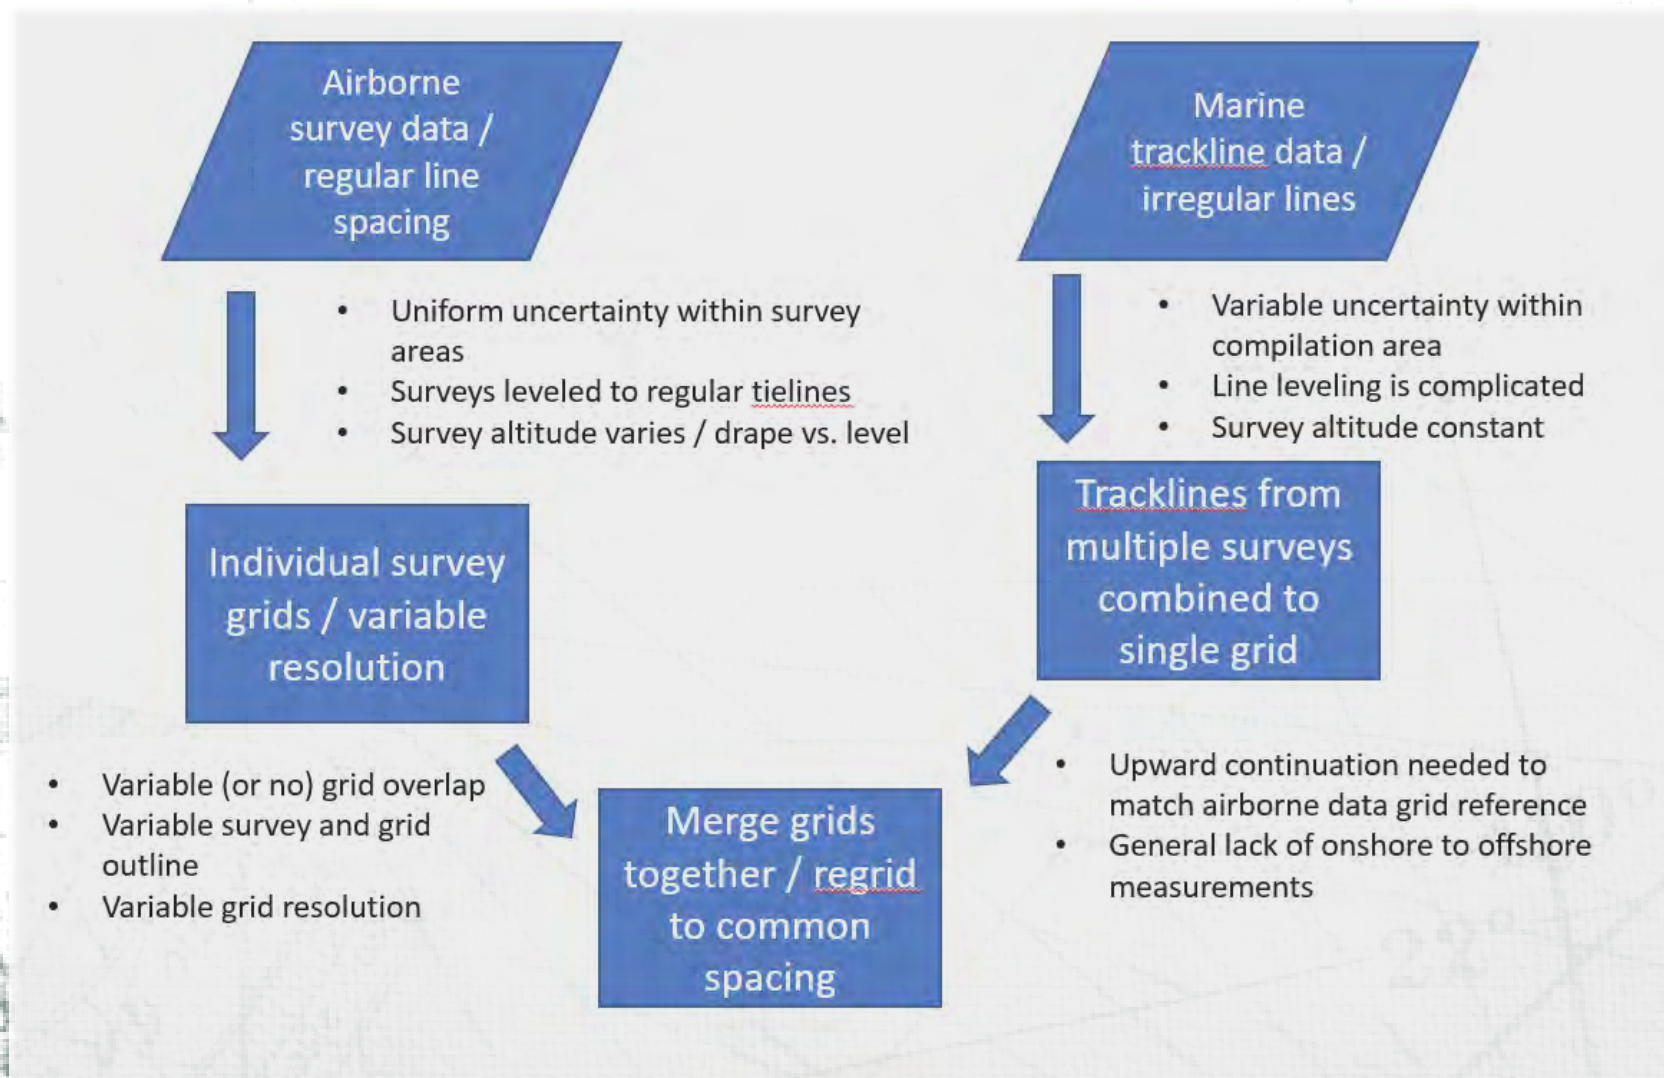 Airborne
survey data /
regular line
spacing
Marine
trackline data /
irregular lines
• Uniform uncertainty within survey
areas
• Surveys leveled to regular tielines
• Survey altitude varies / drape vs. level
• Variable uncertainty within
compilation area
• Line leveling is complicated
• Survey altitude constant
Individual survey
grids / variable
resolution
Tracklines from
multiple surveys
combined to
single grid
• Variable (or no) grid overlap
• Variable survey and grid
outline
• Variable grid resolution
Merge grids
together / regrid
to common
spacing
• Upward continuation needed to
match airborne data grid reference
• General lack of onshore to offshore
measurements